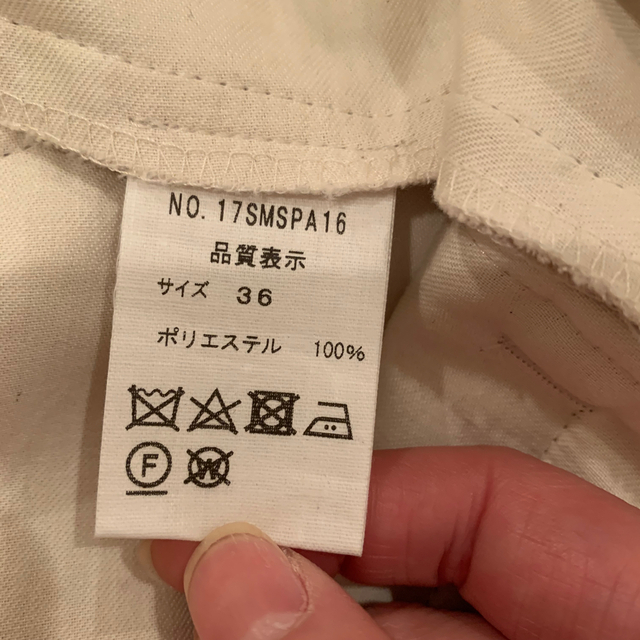 NO.17SMSPA16
品質表示
サイズ 36
ポリエステル 100%
F W